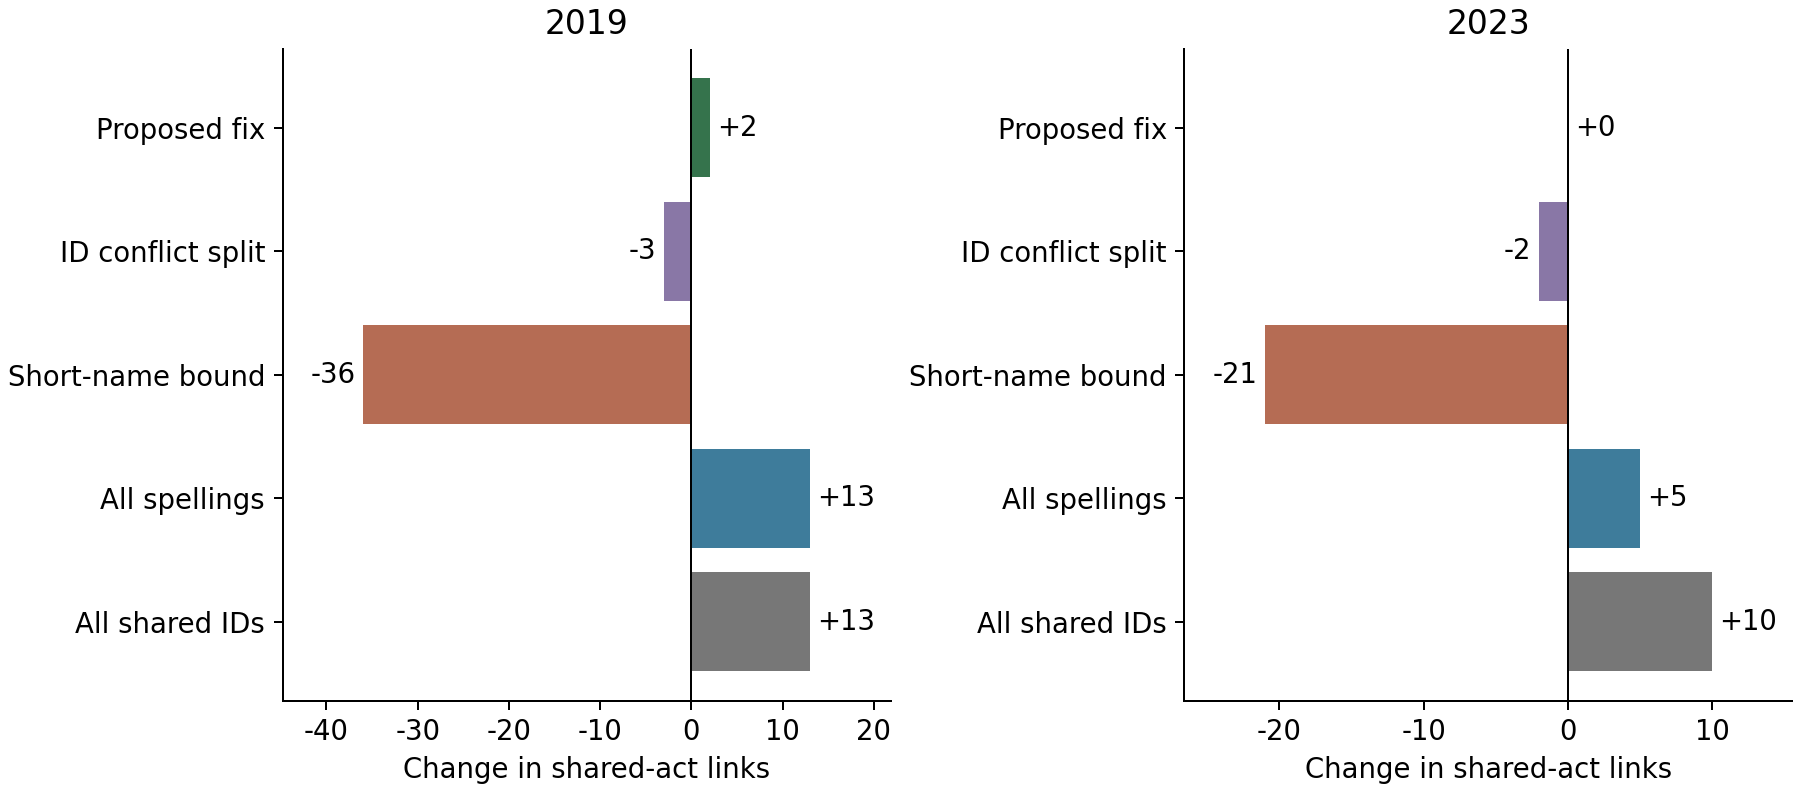 2019
Proposed fix
+2
ID conflict split
-3
Short-name bound
-36
All spellings
+13
All shared IDs
+13
-40 -30 -20 -10 0 10 20
Change in shared-act links
2023
Proposed fix
+0
ID conflict split
-2
Short-name bound
-21
All spellings
+5
All shared IDs
+10
-20 -10 0 10
Change in shared-act links